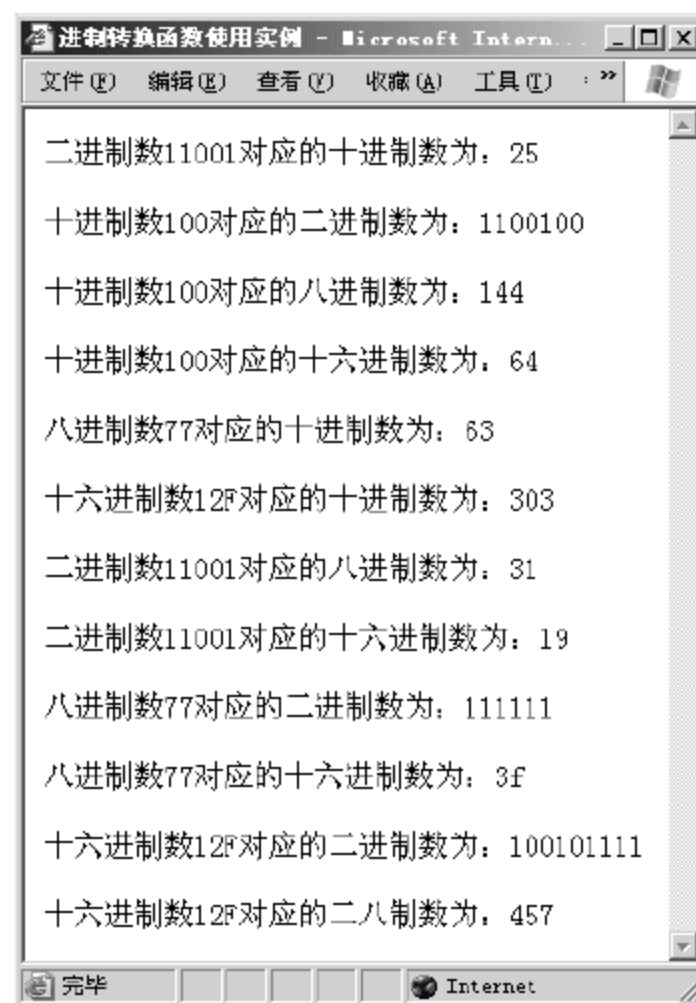 进制转换函数使用实例 - Microsoft Intern...
文件(F) 编辑(E) 查看(V) 收藏(A) 工具(T) »
二进制数11001对应的十进制数为：25
十进制数100对应的二进制数为：1100100
十进制数100对应的八进制数为：144
十进制数100对应的十六进制数为：64
八进制数77对应的十进制数为：63
十六进制数12F对应的十进制数为：303
二进制数11001对应的八进制数为：31
二进制数11001对应的十六进制数为：19
八进制数77对应的二进制数为：111111
八进制数77对应的十六进制数为：3f
十六进制数12F对应的二进制数为：100101111
十六进制数12F对应的二八制数为：457
完毕 Internet